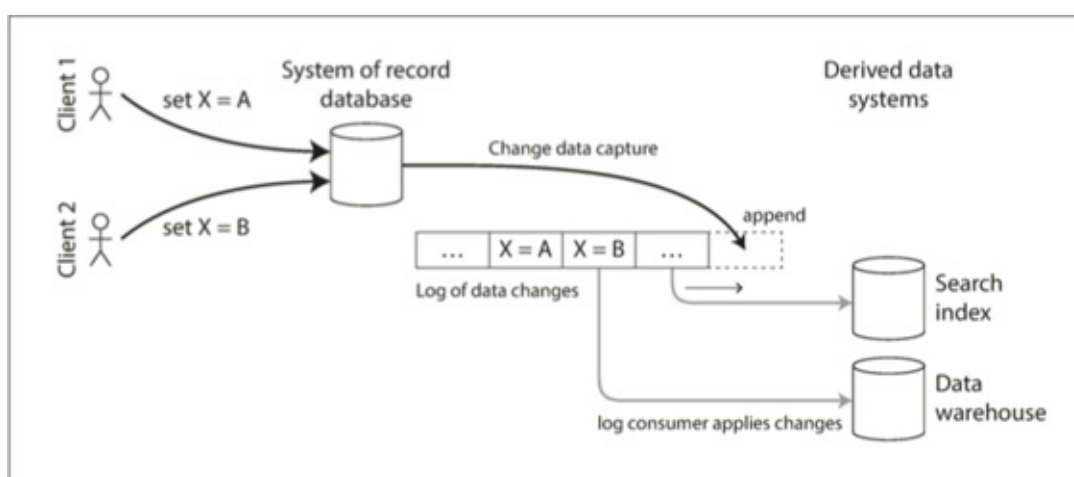 Client 1
set X = A
System of record
database
Derived data
systems
Change data capture
Client 2
set X = B
append
... X = A X = B ...
Log of data changes
Search
index
Data
warehouse
log consumer applies changes